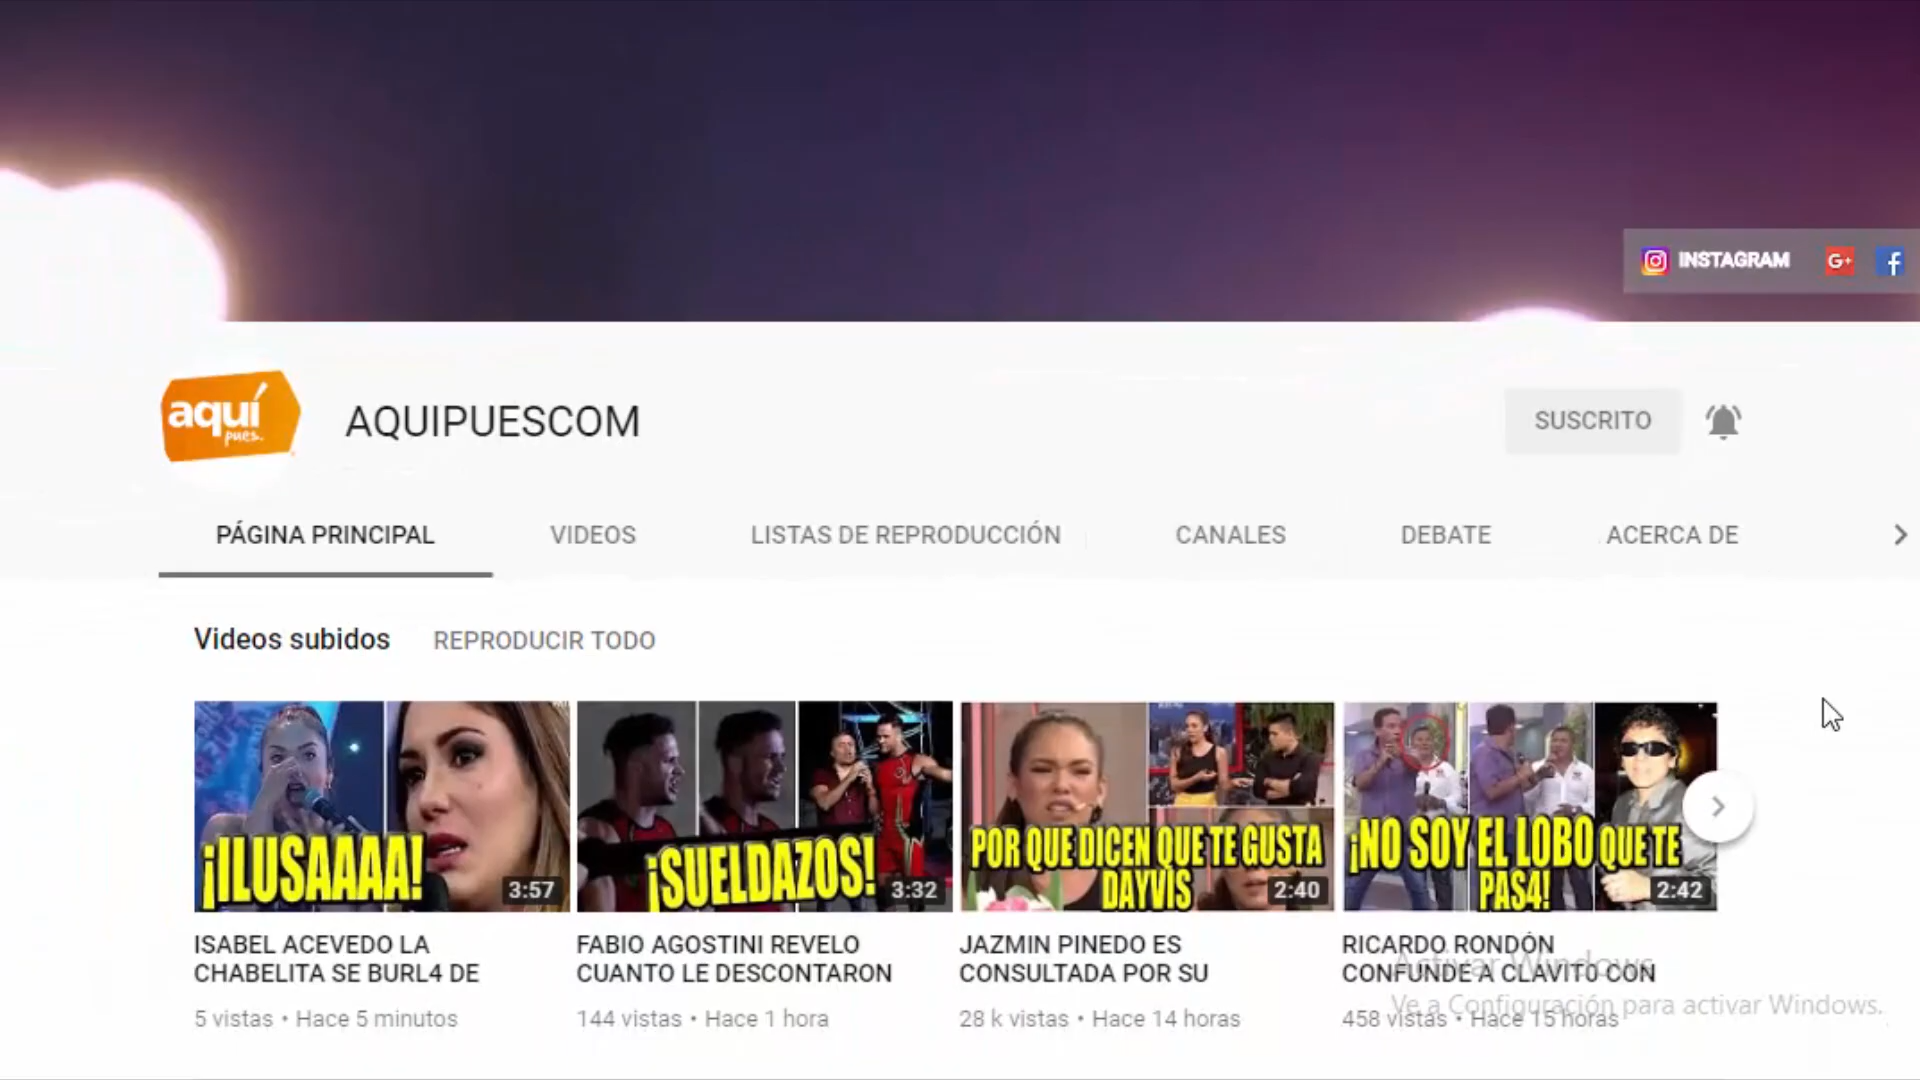 INSTAGRAM G+ f
aquí
pues.
AQUIPUESCOM
SUSCRITO
PÁGINA PRINCIPAL VIDEOS LISTAS DE REPRODUCCIÓN CANALES DEBATE ACERCA DE
Videos subidos REPRODUCIR TODO
¡ILUSAAAA!
3:57
¡SUELDAZOS!
3:32
POR QUE DICEN QUE TE GUSTA
DAYVIS
2:40
¡NO SOY EL LOBO QUE TE
PAS4!
2:42
ISABEL ACEVEDO LA
CHABELITA SE BURL4 DE
5 vistas • Hace 5 minutos
FABIO AGOSTINI REVELO
CUANTO LE DESCONTARON
144 vistas • Hace 1 hora
JAZMIN PINEDO ES
CONSULTADA POR SU
28 k vistas • Hace 14 horas
RICARDO RONDÓN
CONFUNDE A CLAVIT0 CON
458 vistas • Hace 15 horas
Activar Windows
Ve a Configuración para activar Windows.